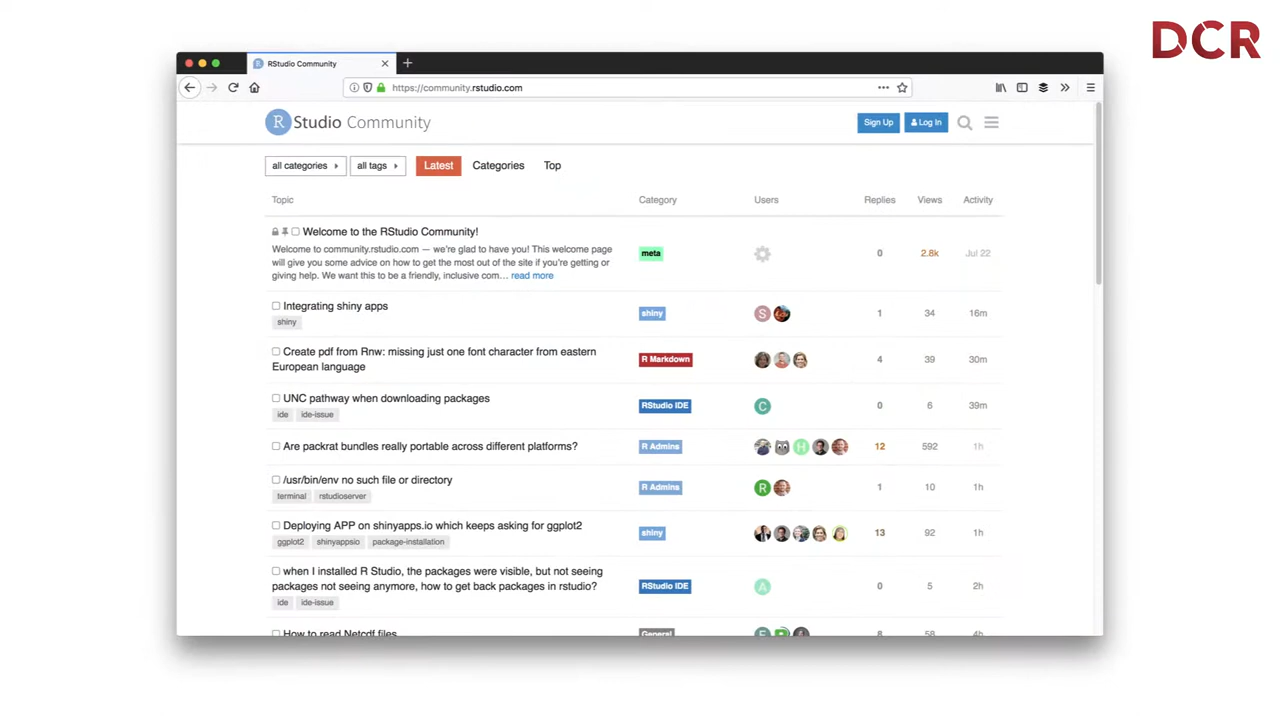 DCR
RStudio Community
https://community.rstudio.com
R Studio Community
Sign Up Log In
all categories all tags Latest Categories Top
Topic Category Users Replies Views Activity
Welcome to the RStudio Community!
Welcome to community.rstudio.com — we're glad to have you! This welcome page
will give you some advice on how to get the most out of the site if you're getting or
giving help. We want this to be a friendly, inclusive com… read more
meta 0 2.8k Jul 22
Integrating shiny apps
shiny
shiny S 1 34 16m
Create pdf from Rnw: missing just one font character from eastern
European language
R Markdown 4 39 30m
UNC pathway when downloading packages
ide ide-issue
RStudio IDE C 0 6 39m
Are packrat bundles really portable across different platforms?
R Admins H 12 592 1h
/usr/bin/env no such file or directory
terminal rstudioserver
R Admins R 1 10 1h
Deploying APP on shinyapps.io which keeps asking for ggplot2
ggplot2 shinyappsio package-installation
shiny 13 92 1h
when I installed R Studio, the packages were visible, but not seeing
packages not seeing anymore, how to get back packages in rstudio?
ide ide-issue
RStudio IDE A 0 5 2h
How to read Netcdf files General 8 58 4h